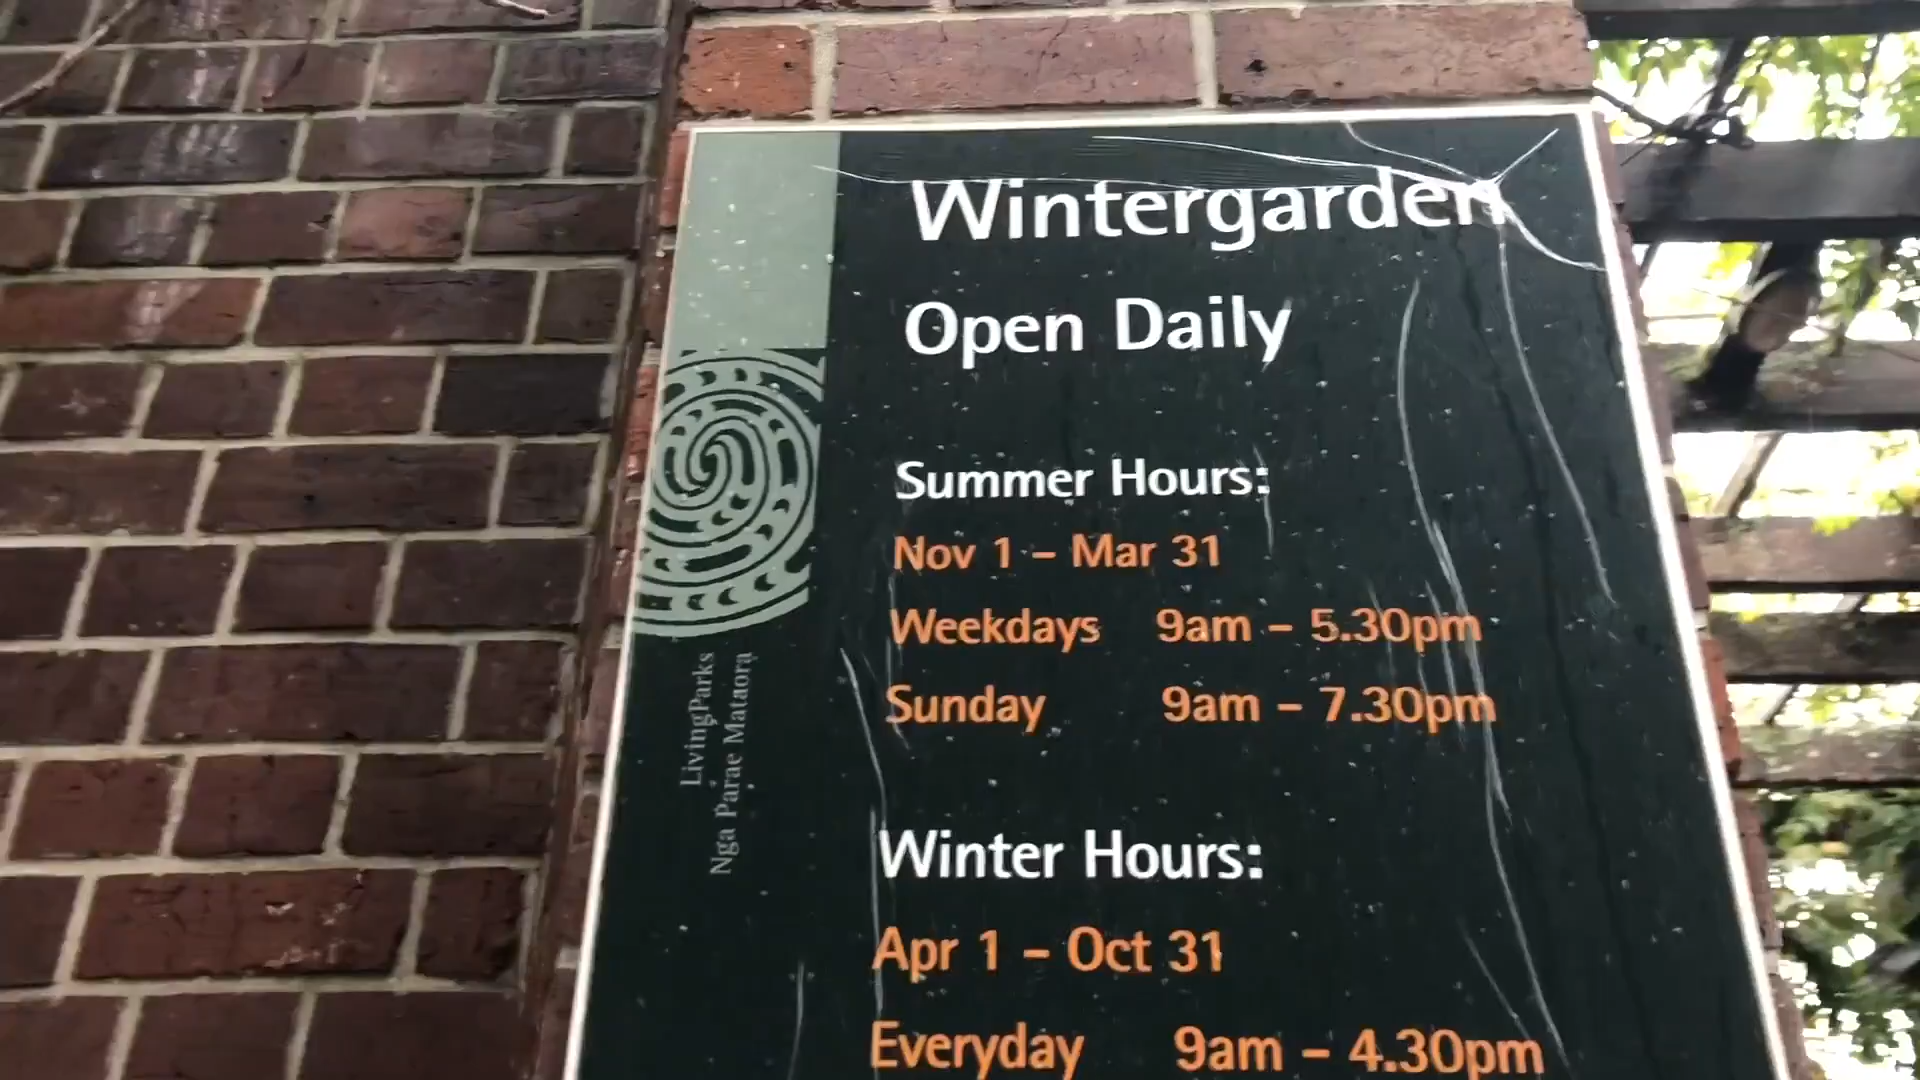 Wintergarden
Open Daily
Summer Hours:
Nov 1 – Mar 31
Weekdays 9am – 5.30pm
Sunday 9am – 7.30pm
Winter Hours:
Apr 1 – Oct 31
Everyday 9am – 4.30pm
LivingParks
Nga Parae Mataora